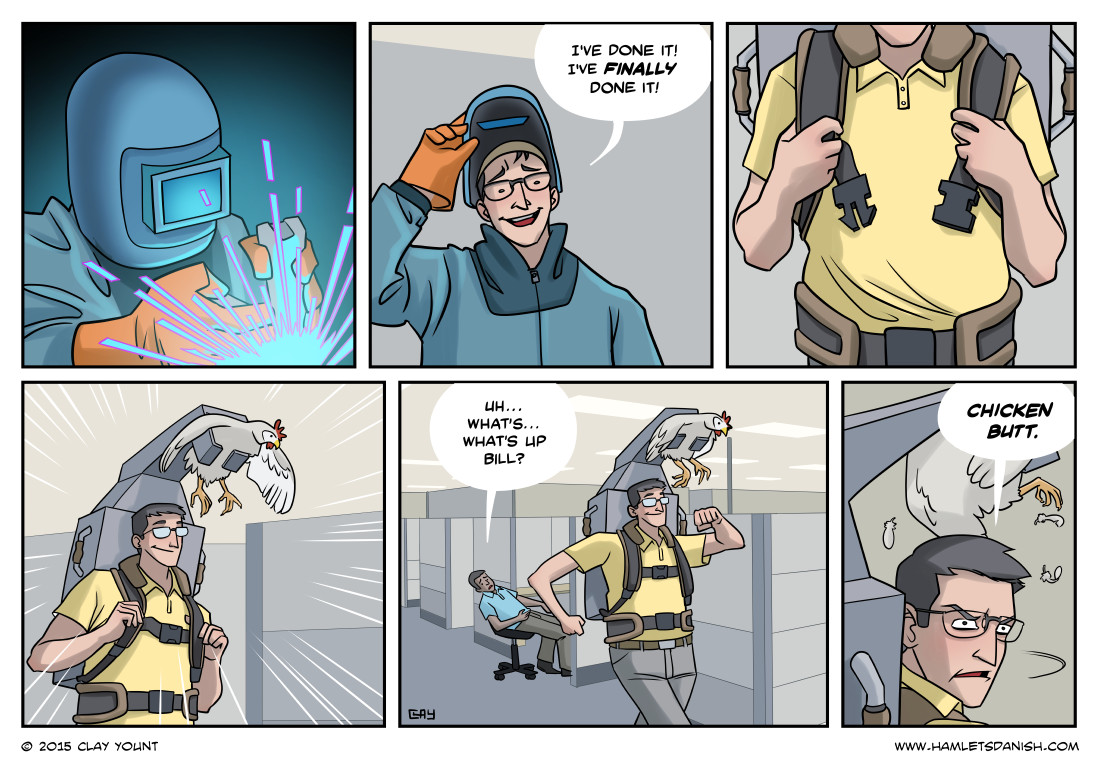 I'VE DONE IT!
I'VE FINALLY
DONE IT!
UH...
WHAT'S...
WHAT'S UP
BILL?
CLAY
CHICKEN
BUTT.
© 2015 CLAY YOUNT
WWW.HAMLETSDANISH.COM